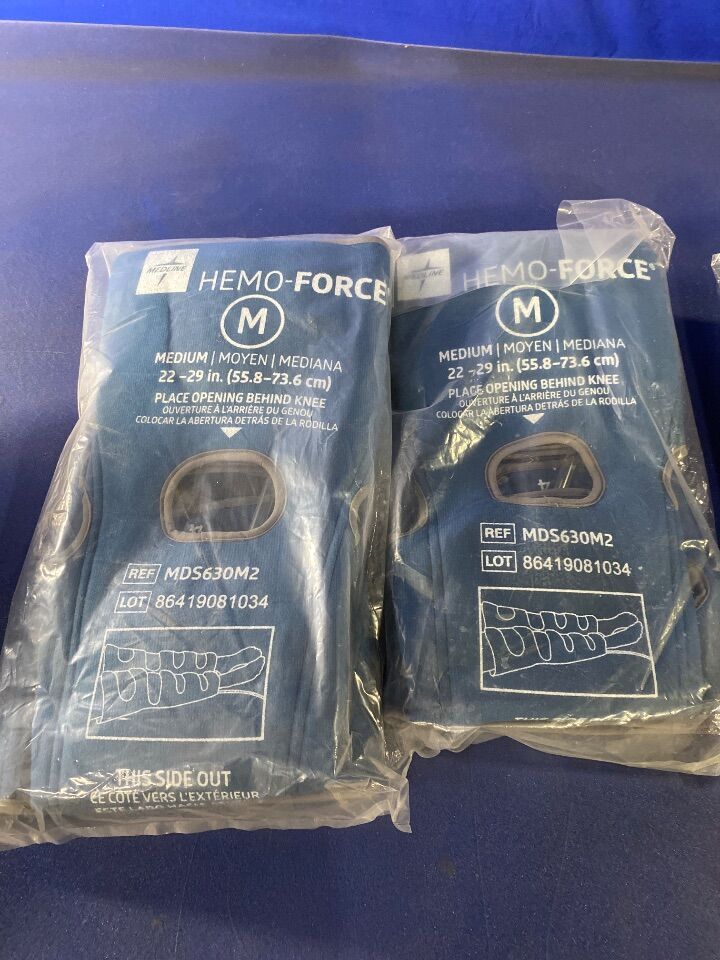 MEDLINE
HEMO-FORCE
M
MEDIUM | MOYEN | MEDIANA
22 –29 in. (55.8–73.6 cm)
PLACE OPENING BEHIND KNEE
OUVERTURE À L'ARRIÈRE DU GENOU
COLOCAR LA ABERTURA DETRÁS DE LA RODILLA
REF MDS630M2
LOT 86419081034
THIS SIDE OUT
CE CÔTÉ VERS L'EXTÉRIEUR
ESTE LADO
MEDLINE
HEMO-FORCE
M
MEDIUM | MOYEN | MEDIANA
22 –29 in. (55.8–73.6 cm)
PLACE OPENING BEHIND KNEE
OUVERTURE À L'ARRIÈRE DU GENOU
COLOCAR LA ABERTURA DETRÁS DE LA RODILLA
REF MDS630M2
LOT 86419081034